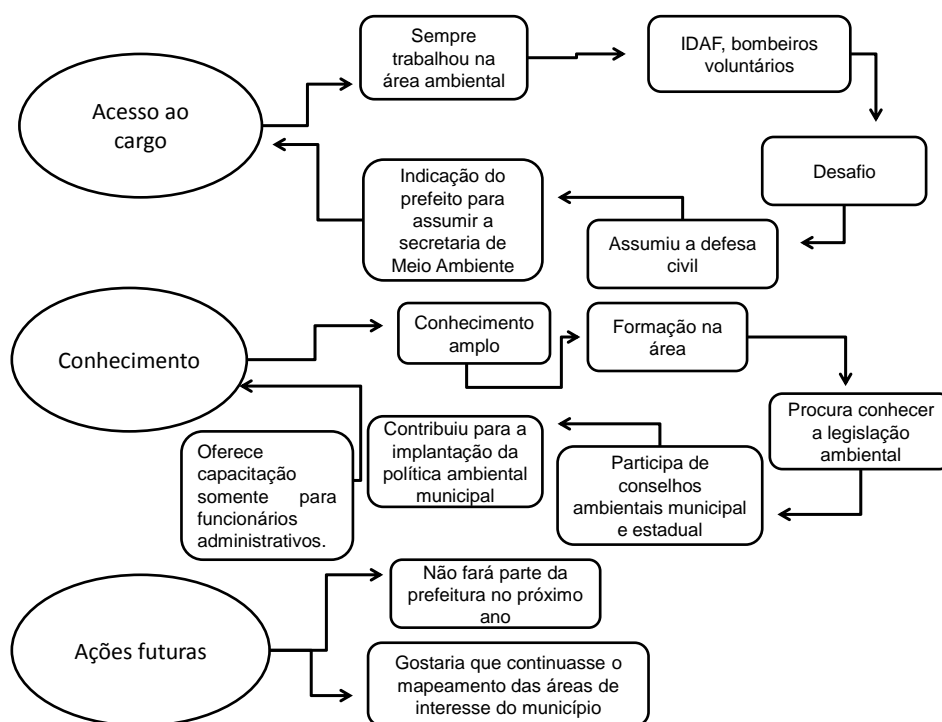 Acesso ao
cargo
Sempre
trabalhou na
área ambiental
IDAF, bombeiros
voluntários
Desafio
Assumiu a defesa
civil
Indicação do
prefeito para
assumir a
secretaria de
Meio Ambiente
Conhecimento
Conhecimento
amplo
Formação na
área
Procura conhecer
a legislação
ambiental
Participa de
conselhos
ambientais municipal
e estadual
Contribuiu para a
implantação da
política ambiental
municipal
Oferece
capacitação
somente para
funcionários
administrativos.
Ações futuras
Não fará parte da
prefeitura no próximo
ano
Gostaria que continuasse o
mapeamento das áreas de
interesse do município